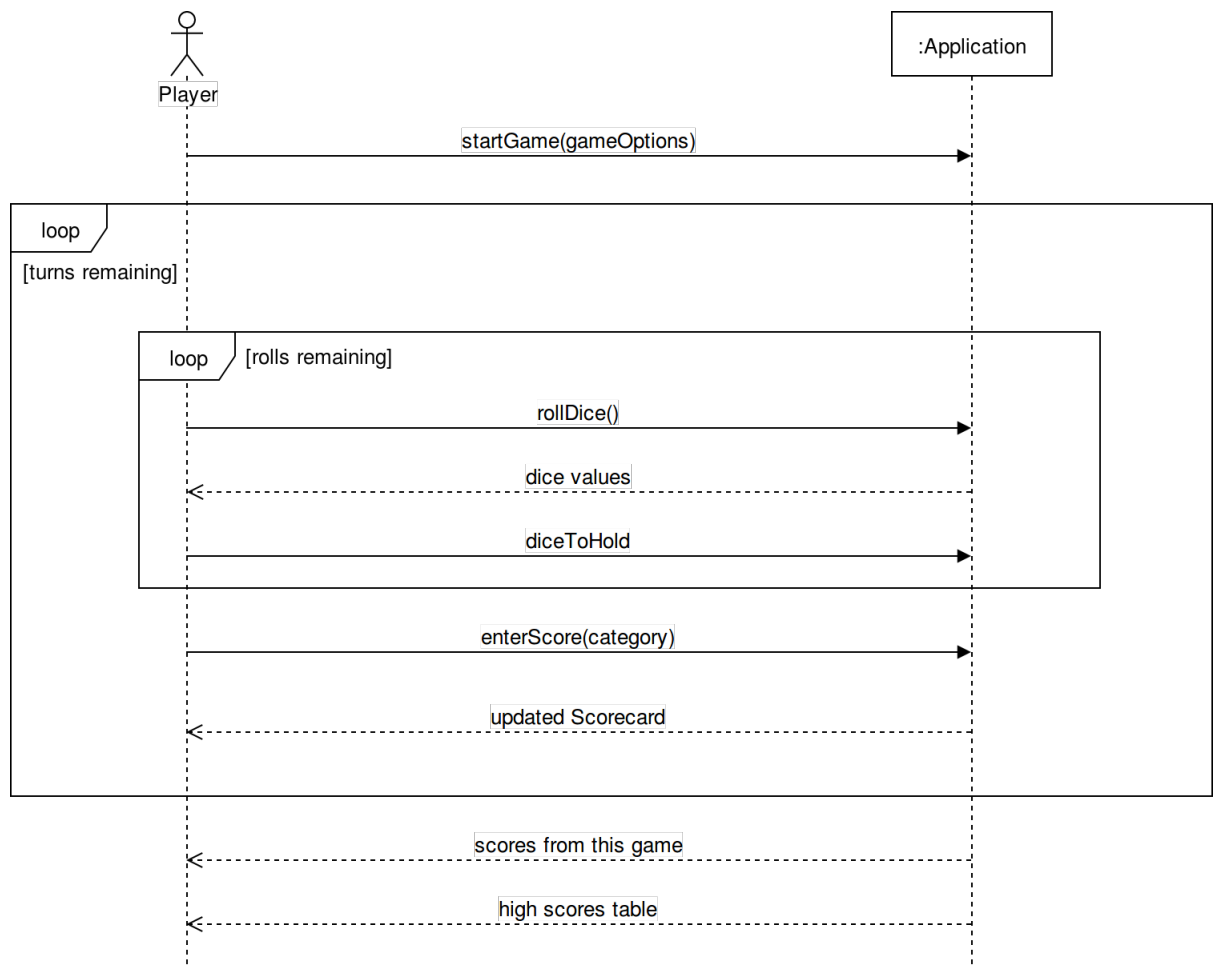 :Application
Player
startGame(gameOptions)
loop
[turns remaining]
loop [rolls remaining]
rollDice()
dice values
diceToHold
enterScore(category)
updated Scorecard
scores from this game
high scores table